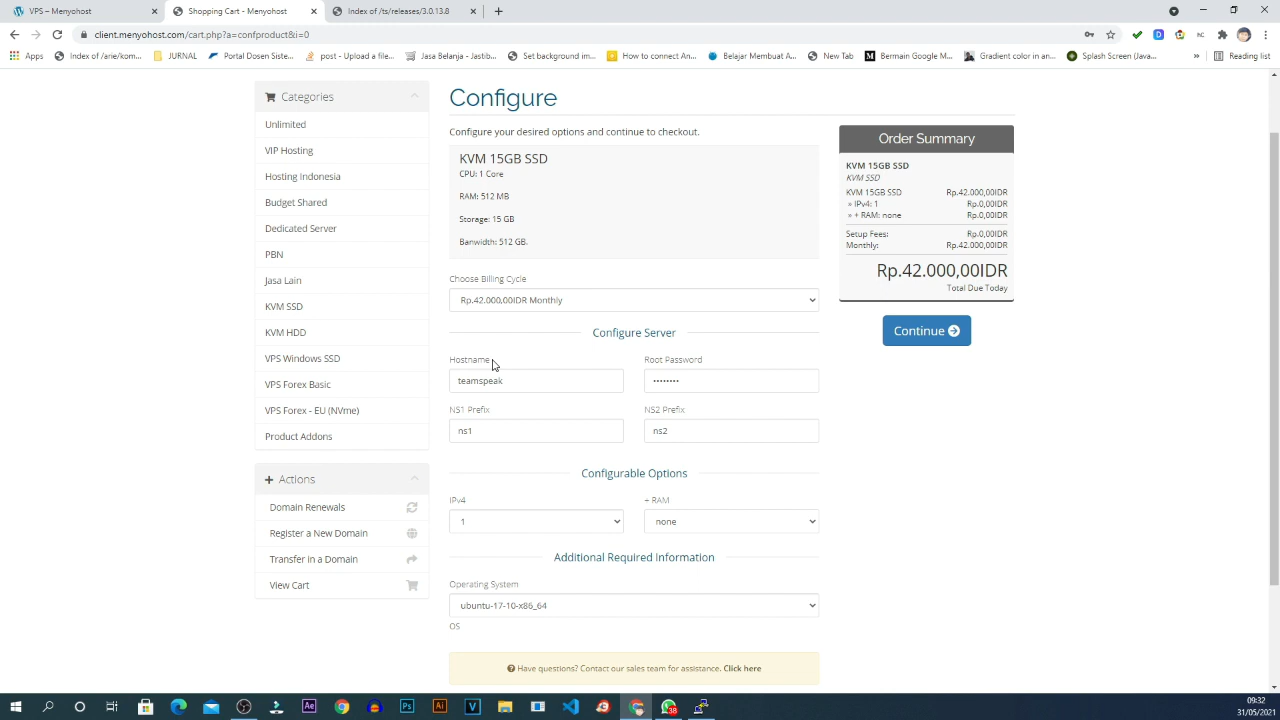 VPS – Menyohost
Shopping Cart - Menyohost
Index of /ts/releases/3.0.13.8
client.menyohost.com/cart.php?a=confproduct&i=0
Apps
Index of /arie/kom...
JURNAL
Portal Dosen Siste...
post - Upload a file...
Jasa Belanja - Jastib...
Set background im...
How to connect An...
Belajar Membuat A...
New Tab
Bermain Google M...
Gradient color in an...
Splash Screen (Java...
»
Reading list
Categories
Unlimited
VIP Hosting
Hosting Indonesia
Budget Shared
Dedicated Server
PBN
Jasa Lain
KVM SSD
KVM HDD
VPS Windows SSD
VPS Forex Basic
VPS Forex - EU (NVme)
Product Addons
Actions
Domain Renewals
Register a New Domain
Transfer in a Domain
View Cart
Configure
Configure your desired options and continue to checkout.
KVM 15GB SSD
CPU: 1 Core
RAM: 512 MB
Storage: 15 GB
Banwidth: 512 GB.
Choose Billing Cycle
Rp.42.000,00IDR Monthly
Configure Server
Hostname
Root Password
teamspeak
••••••••
NS1 Prefix
NS2 Prefix
ns1
ns2
Configurable Options
IPv4
+ RAM
1
none
Additional Required Information
Operating System
ubuntu-17-10-x86_64
OS
Have questions? Contact our sales team for assistance. Click here
Order Summary
KVM 15GB SSD
KVM SSD
KVM 15GB SSD Rp.42.000,00IDR
» IPv4: 1 Rp.0,00IDR
» + RAM: none Rp.0,00IDR
Setup Fees: Rp.0,00IDR
Monthly: Rp.42.000,00IDR
Rp.42.000,00IDR
Total Due Today
Continue
Ae
Ps
Ai
V
38
09:32
31/05/2021